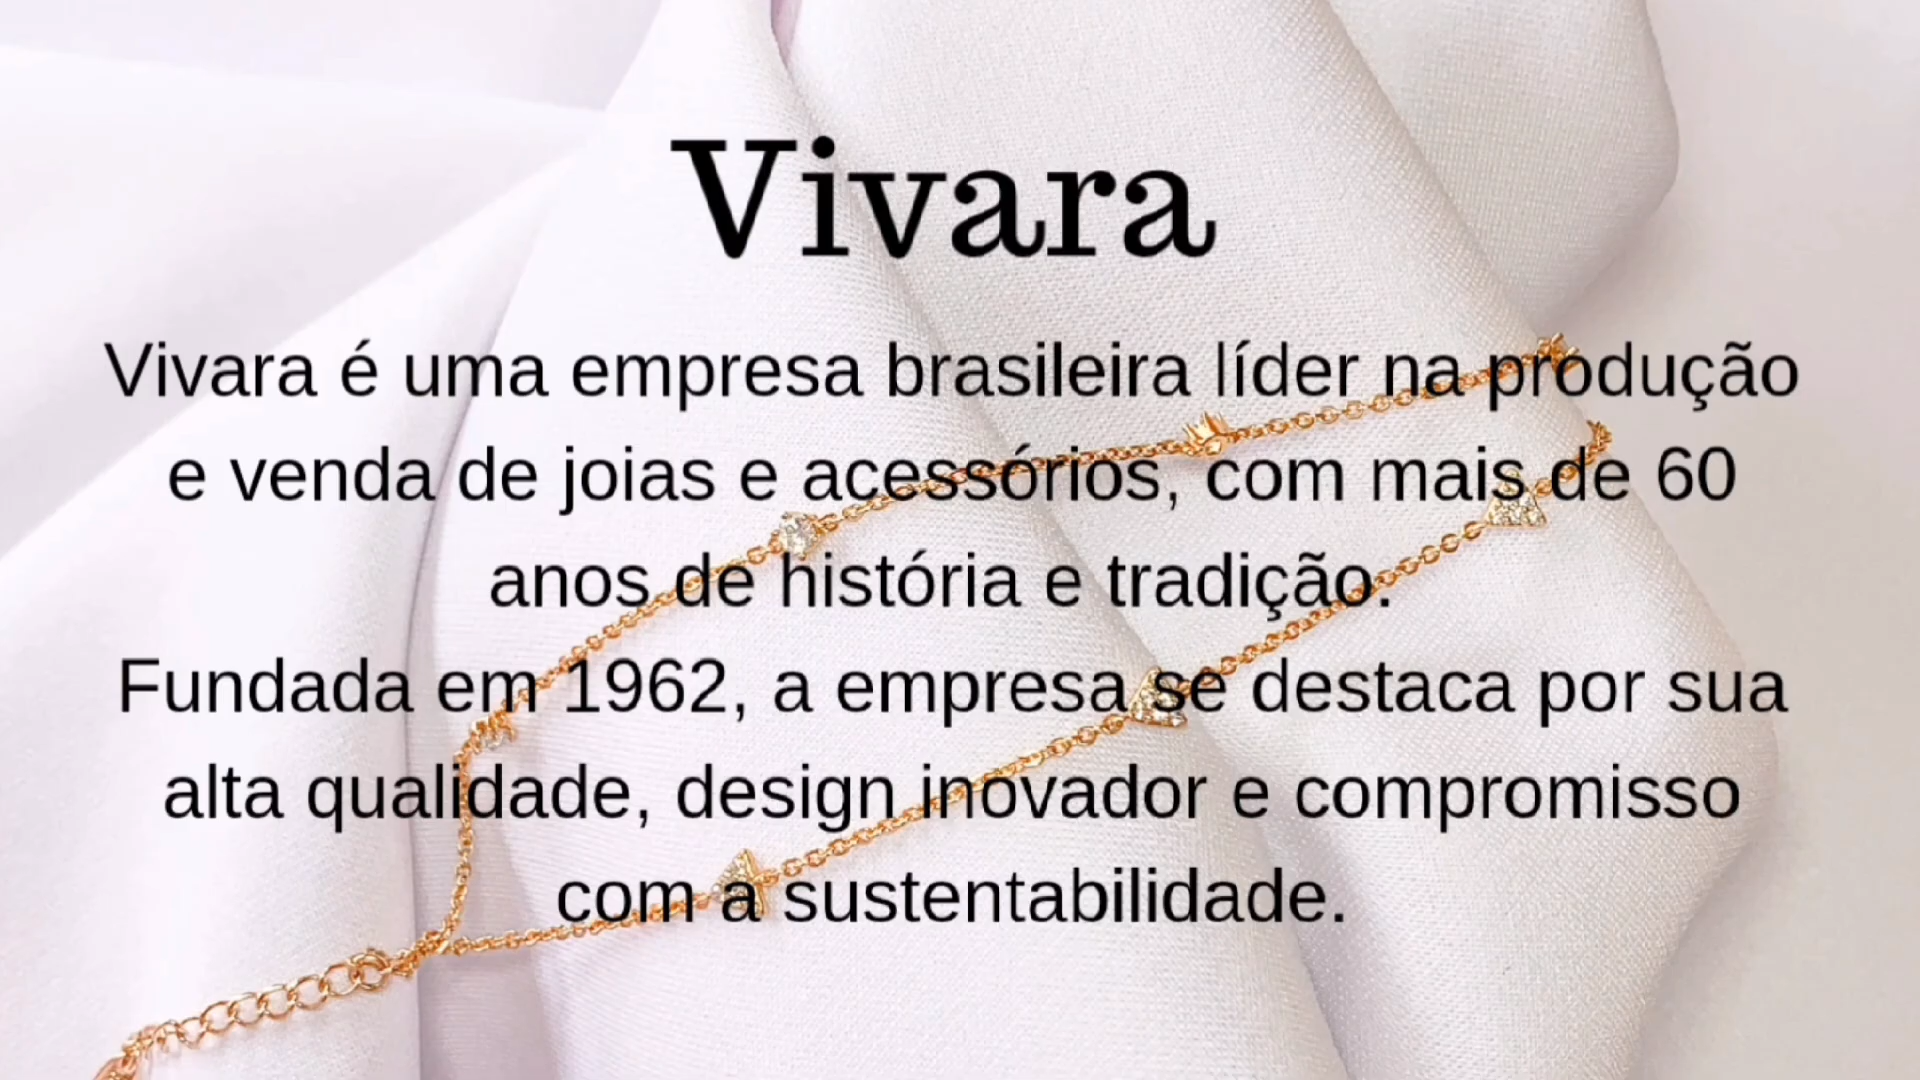 Vivara
Vivara é uma empresa brasileira líder na produção
e venda de joias e acessórios, com mais de 60
anos de história e tradição.
Fundada em 1962, a empresa se destaca por sua
alta qualidade, design inovador e compromisso
com a sustentabilidade.